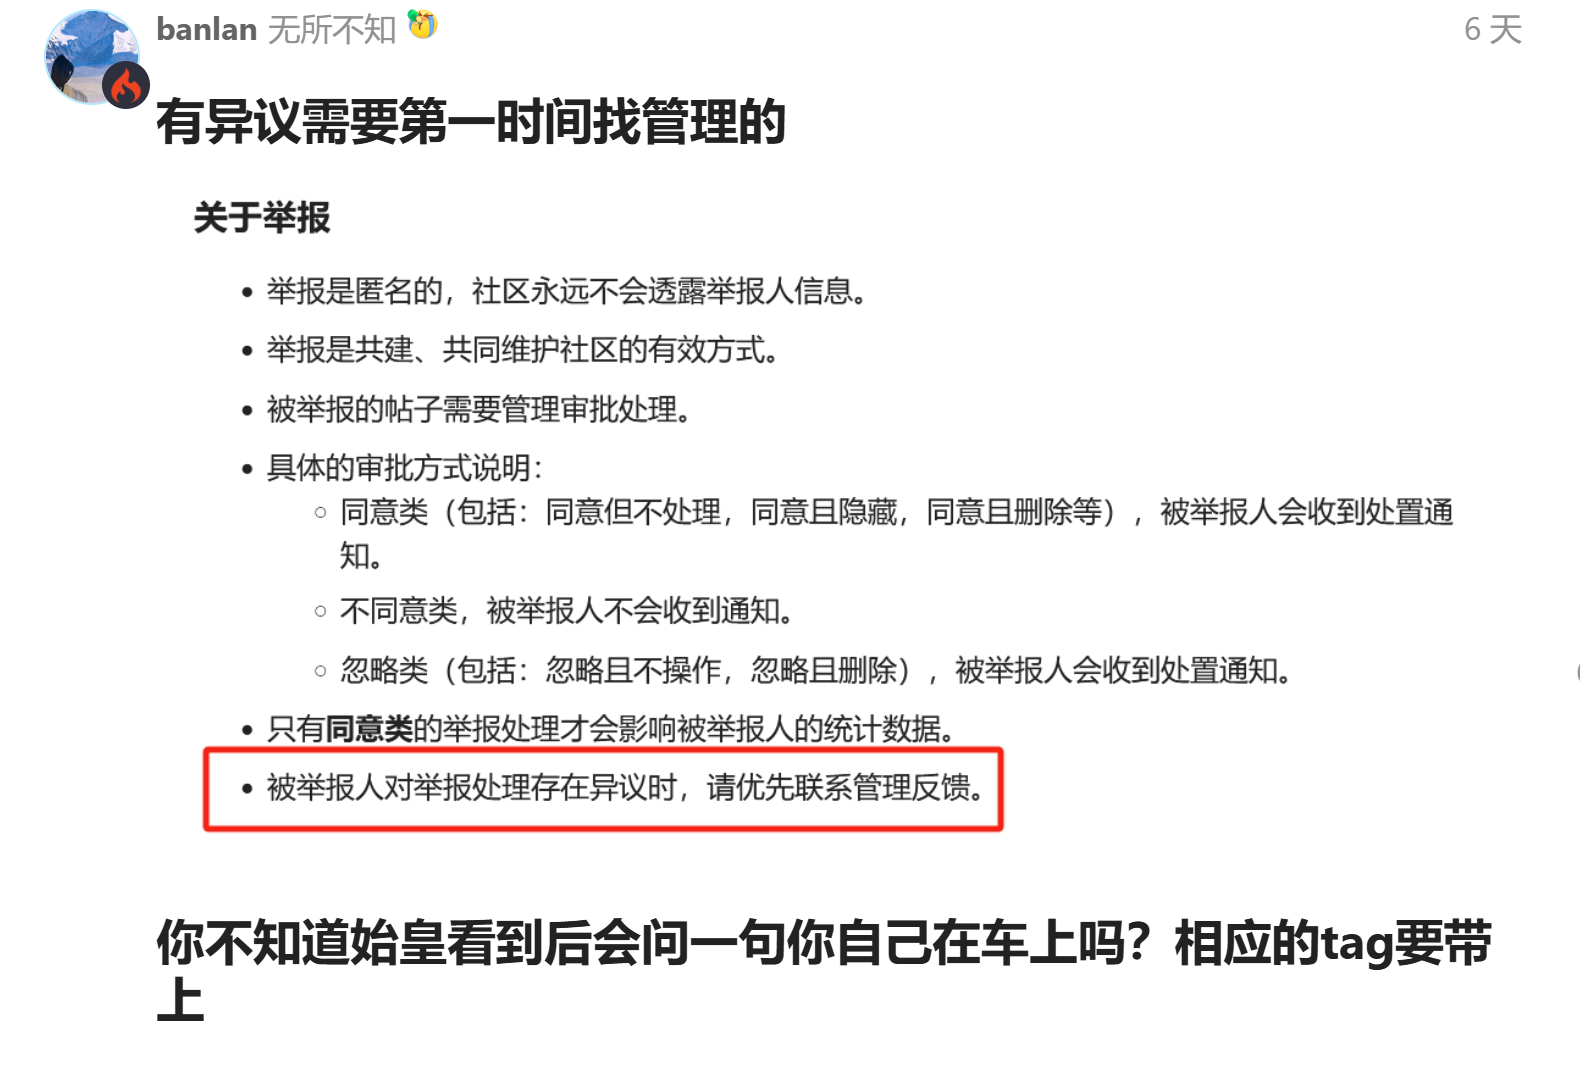 banlan 无所不知
6 天
有异议需要第一时间找管理的
关于举报
• 举报是匿名的，社区永远不会透露举报人信息。
• 举报是共建、共同维护社区的有效方式。
• 被举报的帖子需要管理审批处理。
• 具体的审批方式说明：
○ 同意类（包括：同意但不处理，同意且隐藏，同意且删除等），被举报人会收到处置通
知。
○ 不同意类，被举报人不会收到通知。
○ 忽略类（包括：忽略且不操作，忽略且删除），被举报人会收到处置通知。
• 只有同意类的举报处理才会影响被举报人的统计数据。
• 被举报人对举报处理存在异议时，请优先联系管理反馈。
你不知道始皇看到后会问一句你自己在车上吗？相应的tag要带
上